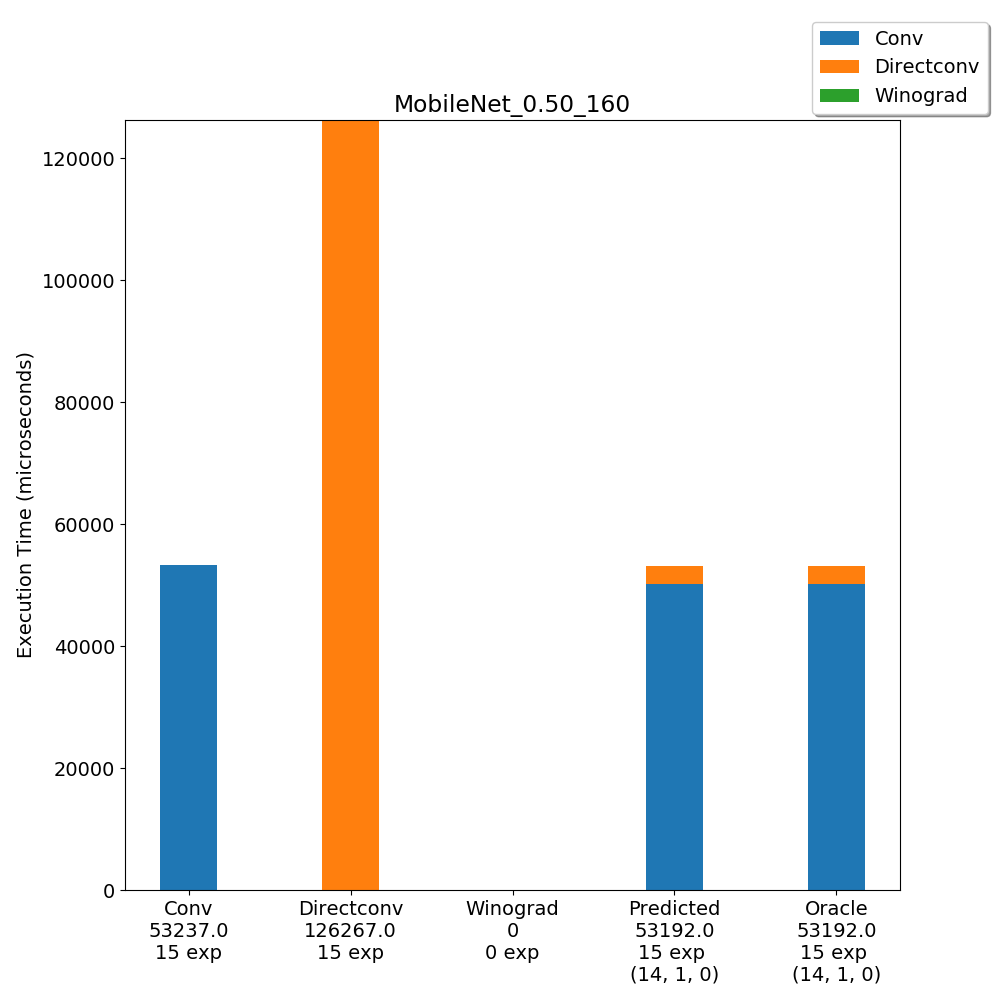 Conv
Directconv
Winograd
MobileNet_0.50_160
Execution Time (microseconds)
120000
100000
80000
60000
40000
20000
0
Conv
53237.0
15 exp
Directconv
126267.0
15 exp
Winograd
0
0 exp
Predicted
53192.0
15 exp
(14, 1, 0)
Oracle
53192.0
15 exp
(14, 1, 0)